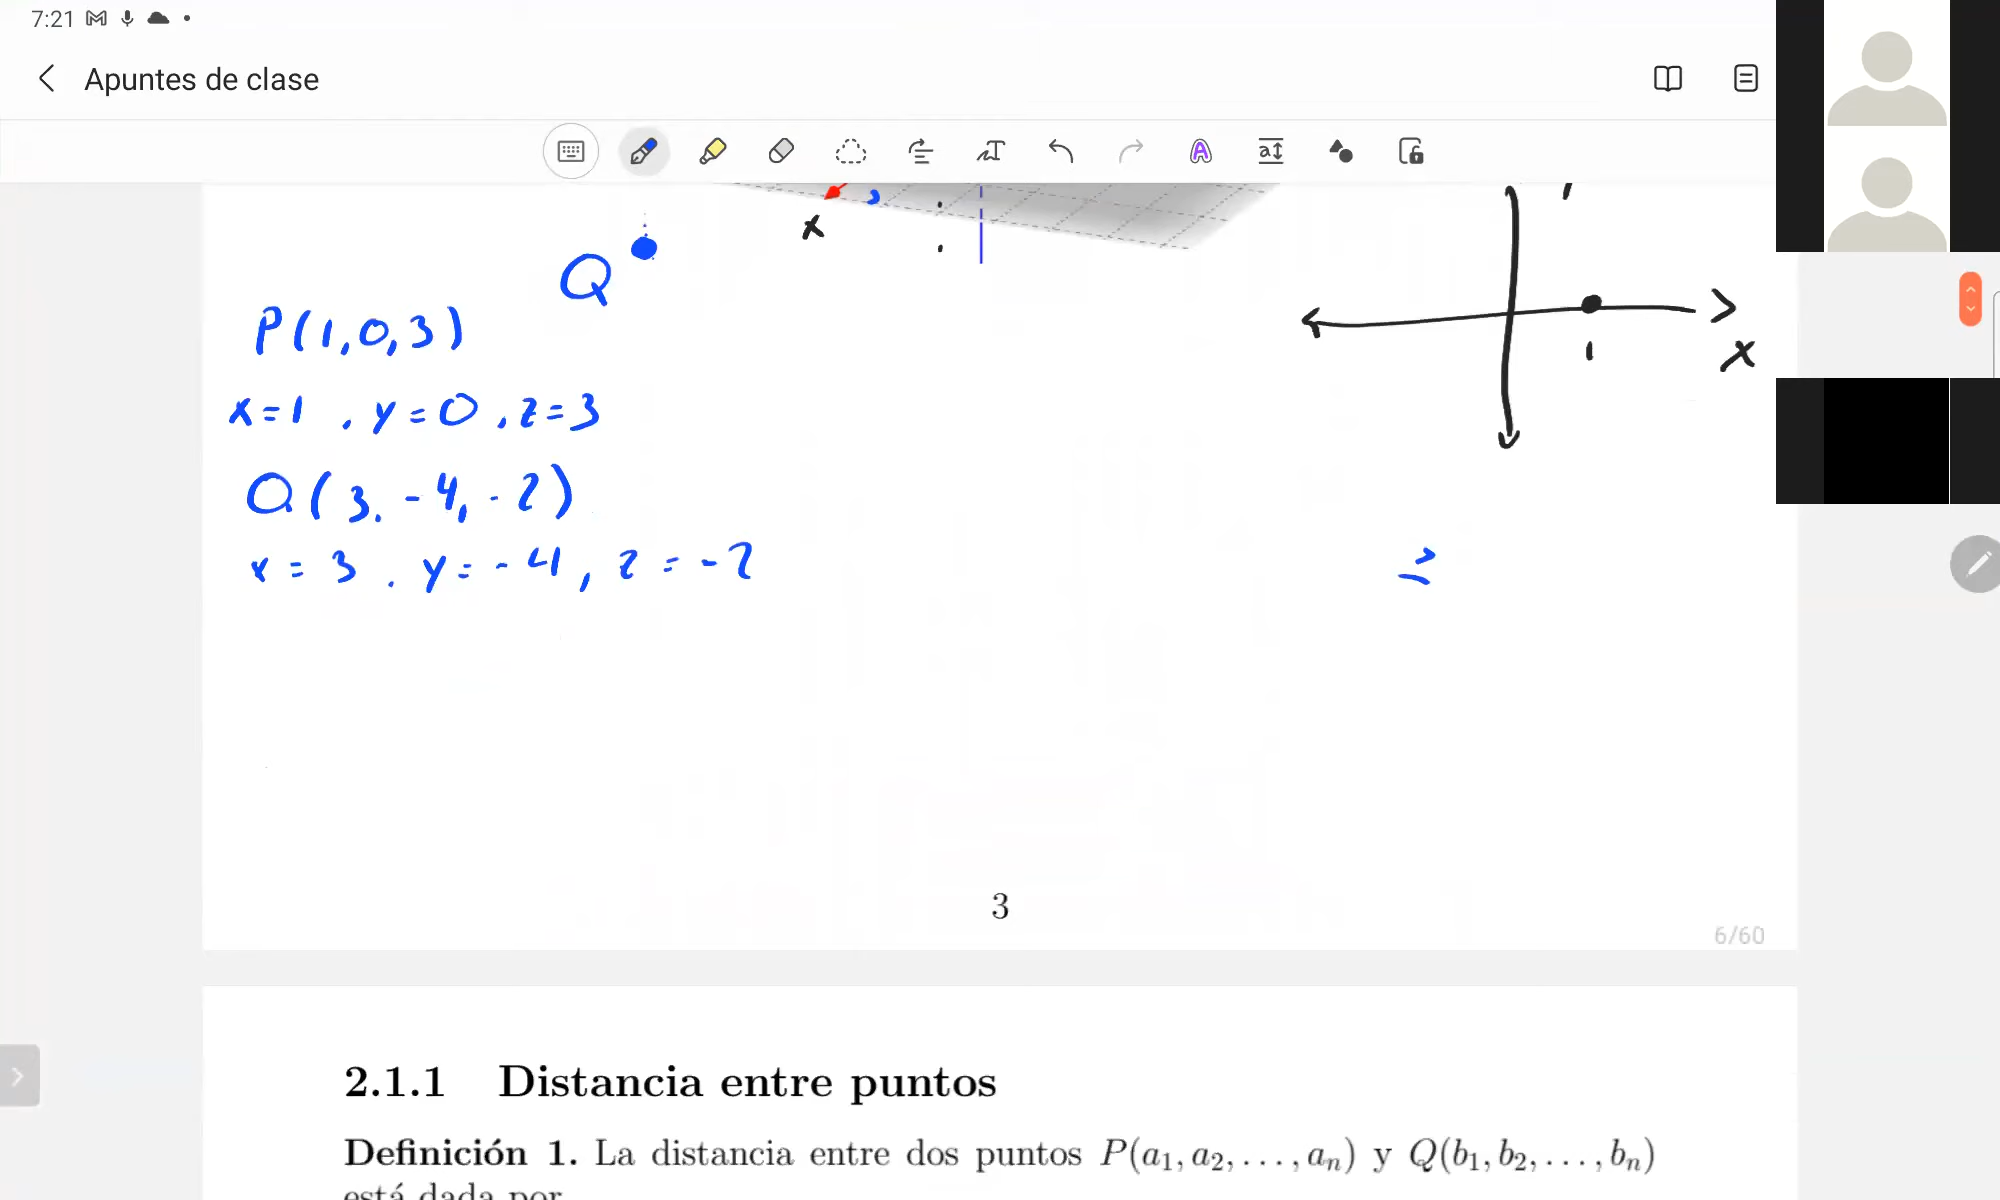 7:21
Apuntes de clase
x
3
Q
P(1,0,3)
x=1, y=0, z=3
Q(3,-4,-2)
x = 3, y = -4, z = -2
1
x
3
6/60
2.1.1 Distancia entre puntos
Definición 1. La distancia entre dos puntos P(a₁, a₂, . . . , aₙ) y Q(b₁, b₂, . . . , bₙ)
está dada por